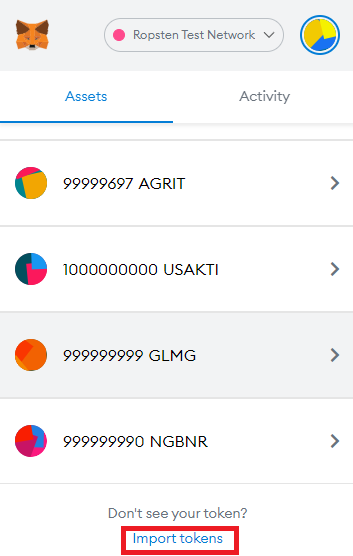 Ropsten Test Network
Assets Activity
99999697 AGRIT
1000000000 USAKTI
999999999 GLMG
999999990 NGBNR
Don't see your token?
Import tokens